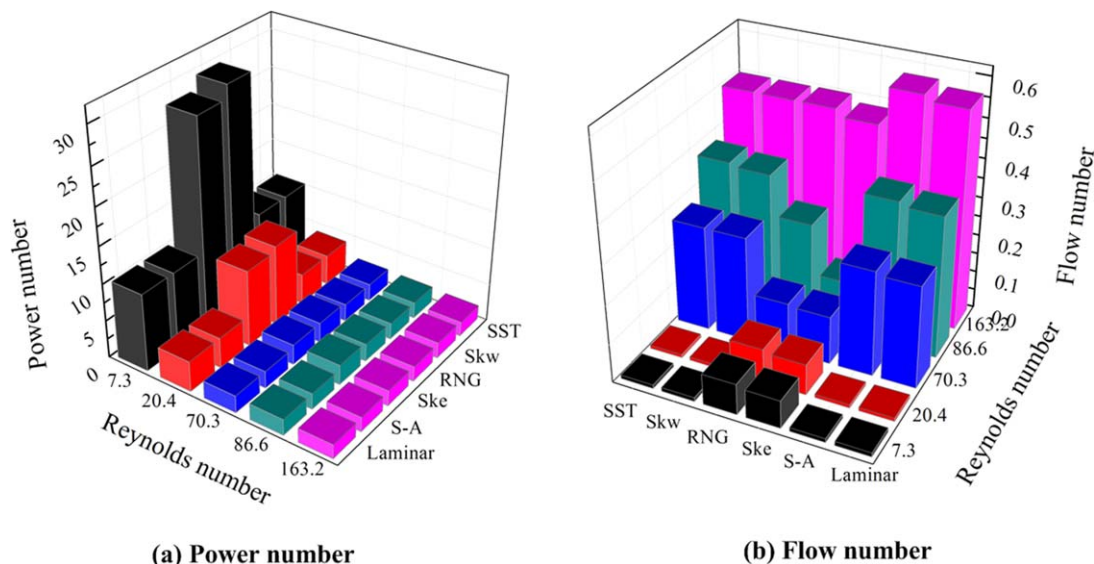 30
25
20
15
10
5
0
Power number
7.3
20.4
70.3
86.6
163.2
Reynolds number
SST
Skw
RNG
Ske
S-A
Laminar
(a) Power number
0.6
0.5
0.4
0.3
0.2
0.1
0.0
Flow number
163.2
86.6
70.3
20.4
7.3
Reynolds number
SST
Skw
RNG
Ske
S-A
Laminar
(b) Flow number